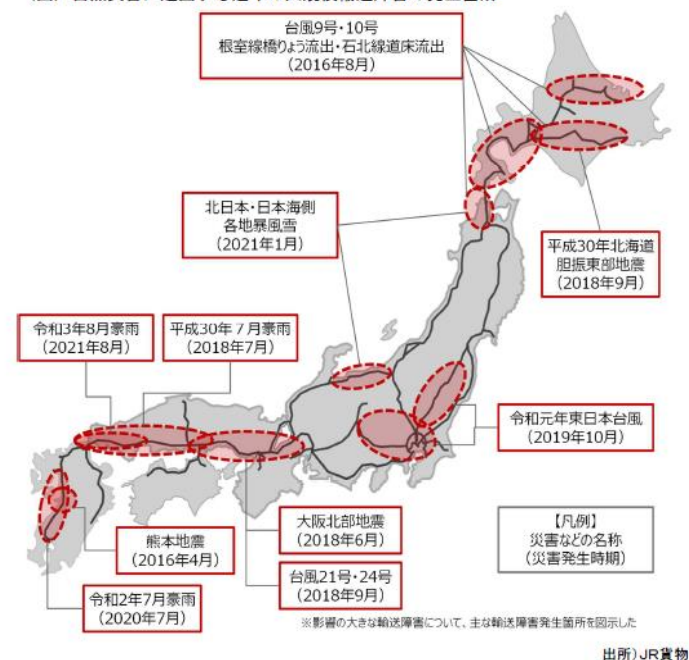 台風9号・10号
根室線橋りょう流出・石北線道床流出
（2016年8月）
北日本・日本海側
各地暴風雪
（2021年1月）
平成30年北海道
胆振東部地震
（2018年9月）
令和3年8月豪雨
（2021年8月）
平成30年７月豪雨
（2018年7月）
令和元年東日本台風
（2019年10月）
大阪北部地震
（2018年6月）
【凡例】
災害などの名称
（災害発生時期）
熊本地震
（2016年4月）
台風21号・24号
（2018年9月）
令和2年7月豪雨
（2020年7月）
※影響の大きな輸送障害について、主な輸送障害発生箇所を図示した
出所）JR貨物